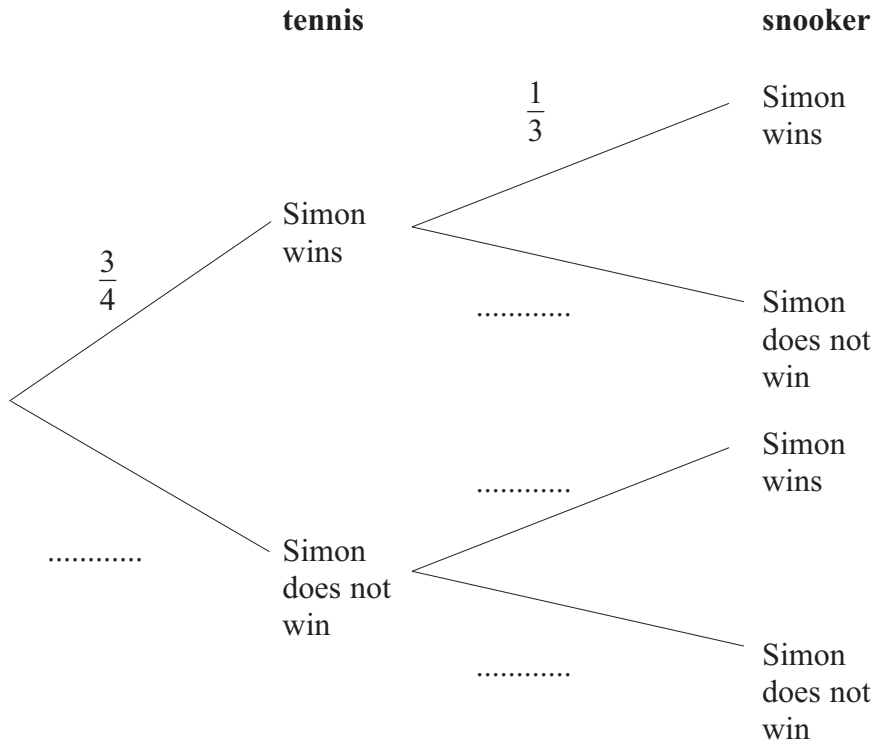 tennis
snooker
1
3
Simon
wins
Simon
wins
3
4
............
Simon
does not
win
Simon
wins
............
............
Simon
does not
win
............
Simon
does not
win